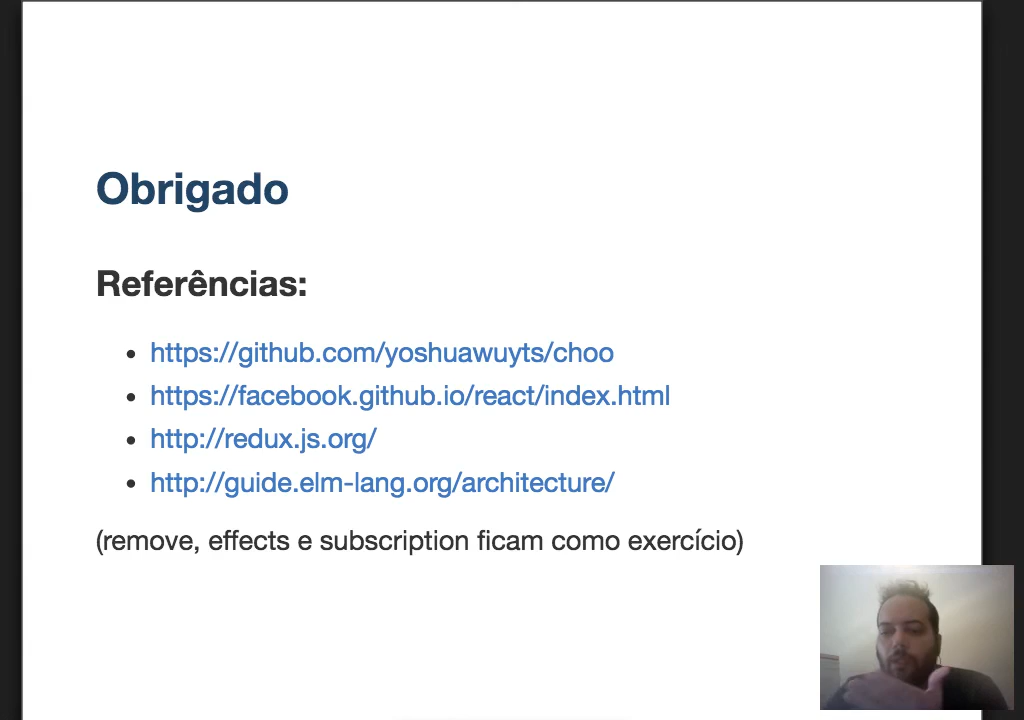 Obrigado
Referências:
https://github.com/yoshuawuyts/choo
https://facebook.github.io/react/index.html
http://redux.js.org/
http://guide.elm-lang.org/architecture/
(remove, effects e subscription ficam como exercício)